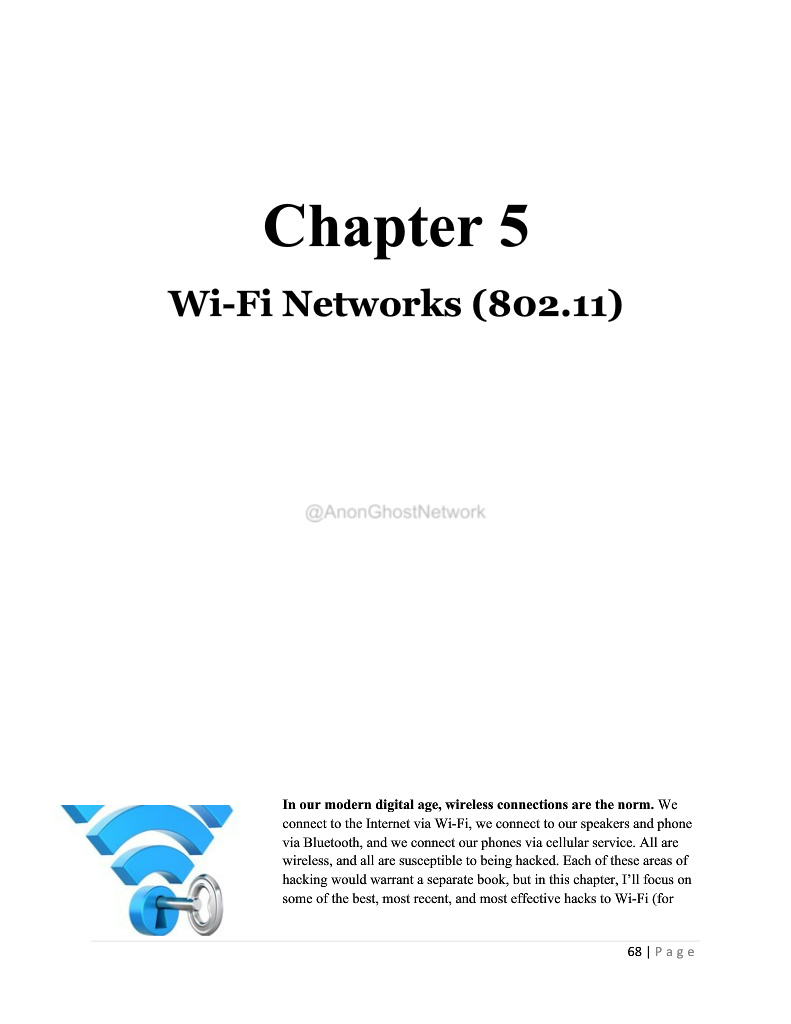 Chapter 5
Wi-Fi Networks (802.11)
@AnonGhostNetwork
In our modern digital age, wireless connections are the norm. We
connect to the Internet via Wi-Fi, we connect to our speakers and phone
via Bluetooth, and we connect our phones via cellular service. All are
wireless, and all are susceptible to being hacked. Each of these areas of
hacking would warrant a separate book, but in this chapter, I’ll focus on
some of the best, most recent, and most effective hacks to Wi-Fi (for
68 | Page